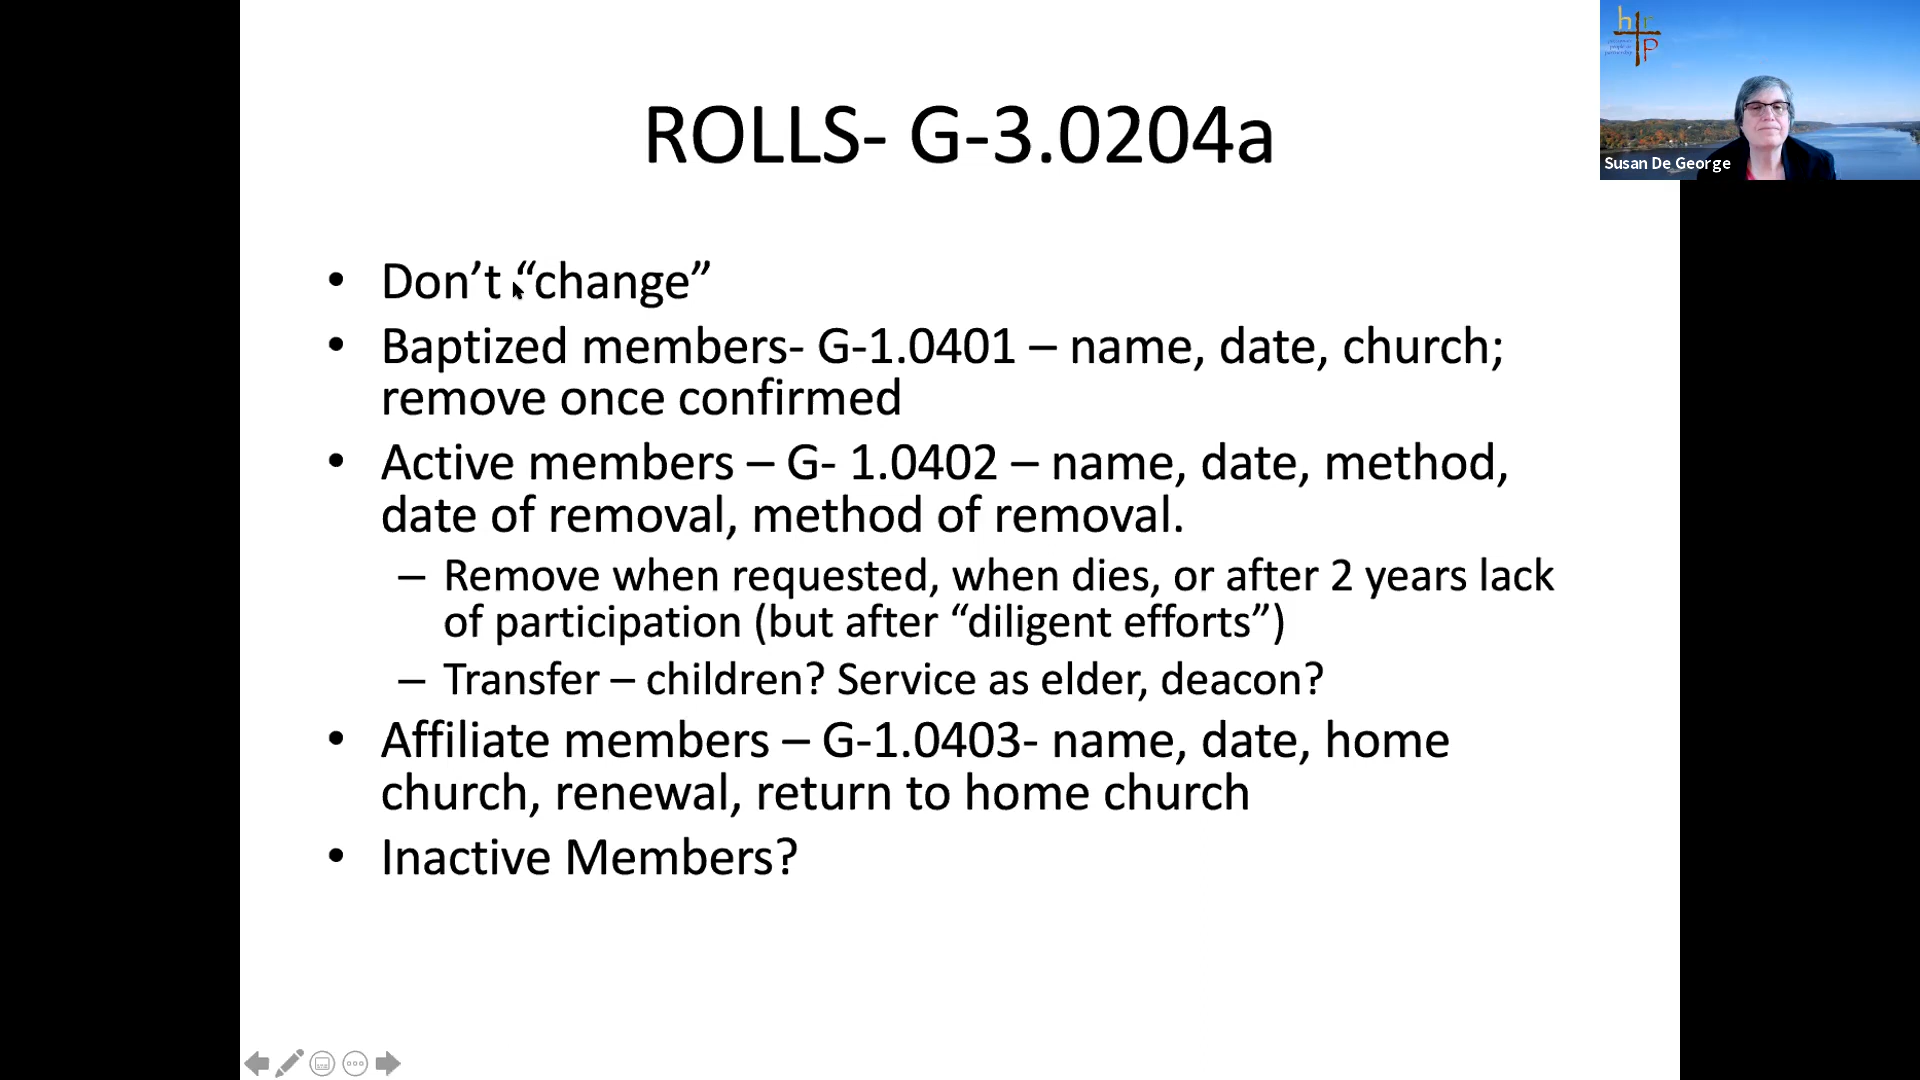 ROLLS- G-3.0204a
• Don’t “change”
• Baptized members- G-1.0401 – name, date, church;
remove once confirmed
• Active members – G- 1.0402 – name, date, method,
date of removal, method of removal.
– Remove when requested, when dies, or after 2 years lack
of participation (but after “diligent efforts”)
– Transfer – children? Service as elder, deacon?
• Affiliate members – G-1.0403- name, date, home
church, renewal, return to home church
• Inactive Members?
h r
P
Susan De George